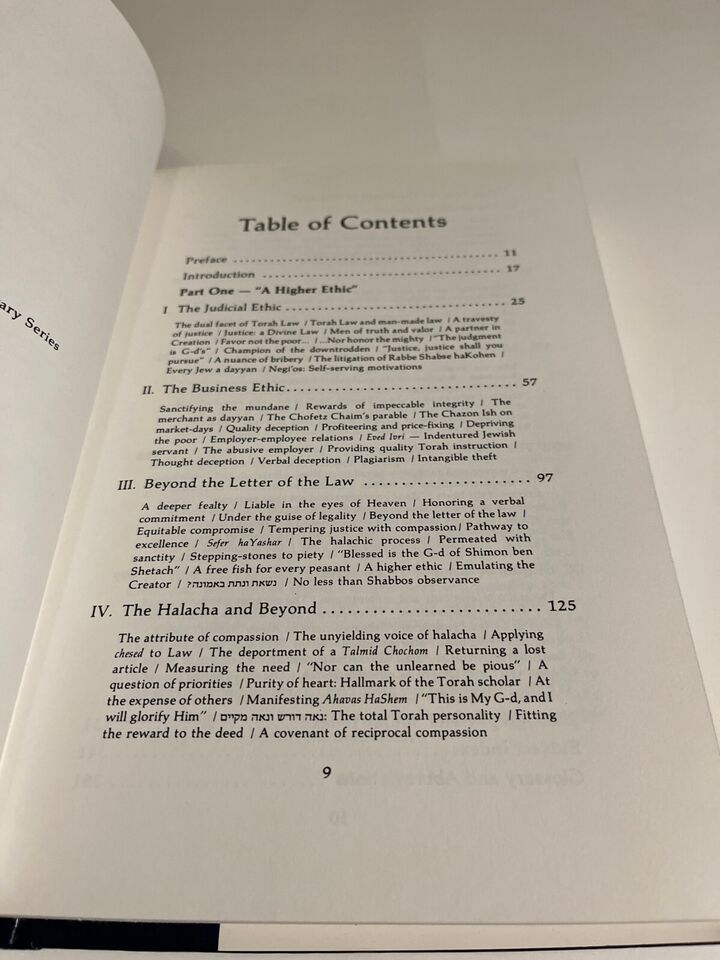 ary Series
Table of Contents
Preface .......................................... 11
Introduction ...................................... 17
Part One — "A Higher Ethic"
I The Judicial Ethic .................................. 25
The dual facet of Torah Law / Torah Law and man-made law / A travesty
of justice / Justice: a Divine Law / Men of truth and valor / A partner in
Creation / Favor not the poor... / ...Nor honor the mighty / "The judgment
is G-d's" / Champion of the downtrodden / "Justice, justice shall you
pursue" / A nuance of bribery / The litigation of Rabbe Shabse haKohen /
Every Jew a dayyan / Negi'os: Self-serving motivations
II. The Business Ethic................................. 57
Sanctifying the mundane / Rewards of impeccable integrity / The
merchant as dayyan / The Chofetz Chaim's parable / The Chazon Ish on
market-days / Quality deception / Profiteering and price-fixing / Depriving
the poor / Employer-employee relations / Eved Ivri — Indentured Jewish
servant / The abusive employer / Providing quality Torah instruction /
Thought deception / Verbal deception / Plagiarism / Intangible theft
III. Beyond the Letter of the Law ...................... 97
A deeper fealty / Liable in the eyes of Heaven / Honoring a verbal
commitment / Under the guise of legality / Beyond the letter of the law /
Equitable compromise / Tempering justice with compassion / Pathway to
excellence / Sefer haYashar / The halachic process / Permeated with
sanctity / Stepping-stones to piety / "Blessed is the G-d of Shimon ben
Shetach" / A free fish for every peasant / A higher ethic / Emulating the
Creator / נשאת ונתת באמונה? / No less than Shabbos observance
IV. The Halacha and Beyond .......................... 125
The attribute of compassion / The unyielding voice of halacha / Applying
chesed to Law / The deportment of a Talmid Chochom / Returning a lost
article / Measuring the need / "Nor can the unlearned be pious" / A
question of priorities / Purity of heart: Hallmark of the Torah scholar / At
the expense of others / Manifesting Ahavas HaShem / "This is My G-d, and I
will glorify Him" / נאה דורש ונאה מקיים: The total Torah personality / Fitting
the reward to the deed / A covenant of reciprocal compassion
9